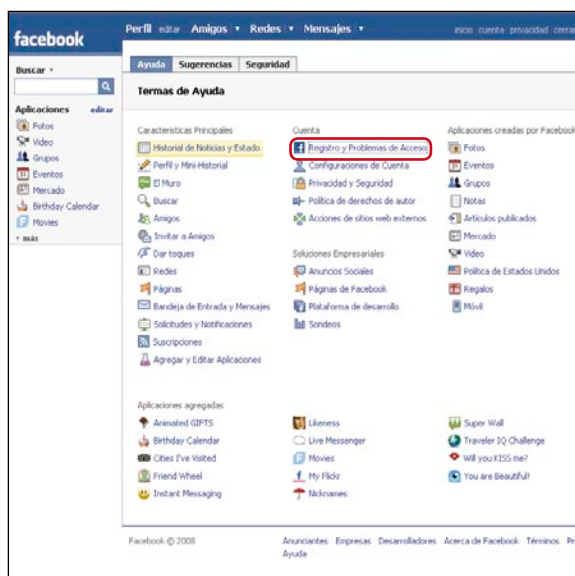 facebook
Perfil editar Amigos Redes Mensajes
inicio cuenta privacidad cerrar
Buscar
Aplicaciones editar
Fotos
Video
Grupos
Eventos
Mercado
Birthday Calendar
Movies
más
Ayuda Sugerencias Seguridad
Termas de Ayuda
Características Principales
Historial de Noticias y Estado
Perfil y Mini-Historial
El Muro
Buscar
Amigos
Invitar a Amigos
Dar toques
Redes
Páginas
Bandeja de Entrada y Mensajes
Solicitudes y Notificaciones
Suscripciones
Agregar y Editar Aplicaciones
Cuenta
Registro y Problemas de Acceso
Configuraciones de Cuenta
Privacidad y Seguridad
Política de derechos de autor
Acciones de sitios web externos
Soluciones Empresariales
Anuncios Sociales
Páginas de Facebook
Plataforma de desarrollo
Sondeos
Aplicaciones creadas por Facebook
Fotos
Eventos
Grupos
Notas
Artículos publicados
Mercado
Video
Política de Estados Unidos
Regalos
Móvil
Aplicaciones agregadas
Animated GIFTS
Birthday Calendar
Cities I've Visited
Friend Wheel
Instant Messaging
Likeness
Live Messenger
Movies
My Flickr
Nicknames
Super Wall
Traveler IQ Challenge
Will you KISS me?
You are Beautiful!
Facebook © 2008
Anunciantes Empresas Desarrolladores Acerca de Facebook Términos Pr
Ayuda